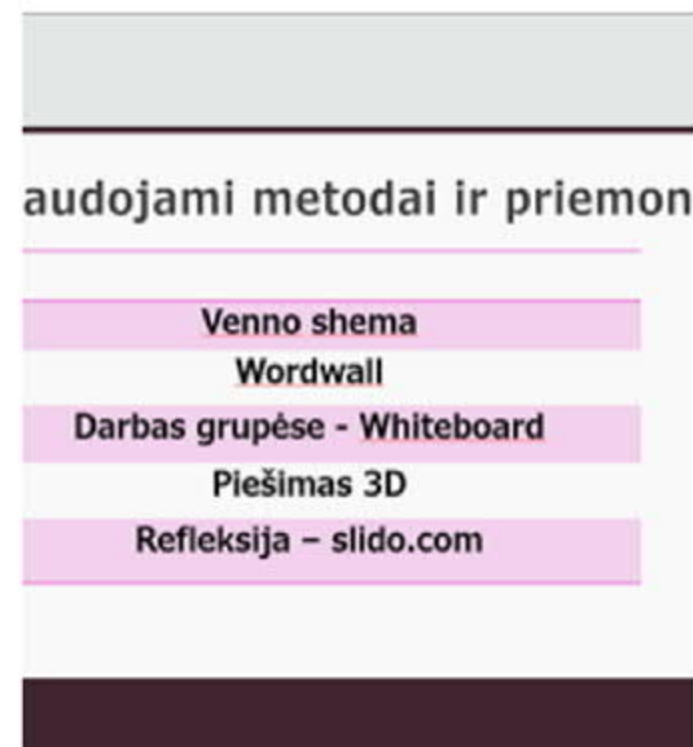 audojami metodai ir priemon
Venno shema
Wordwall
Darbas grupėse - Whiteboard
Piešimas 3D
Refleksija – slido.com